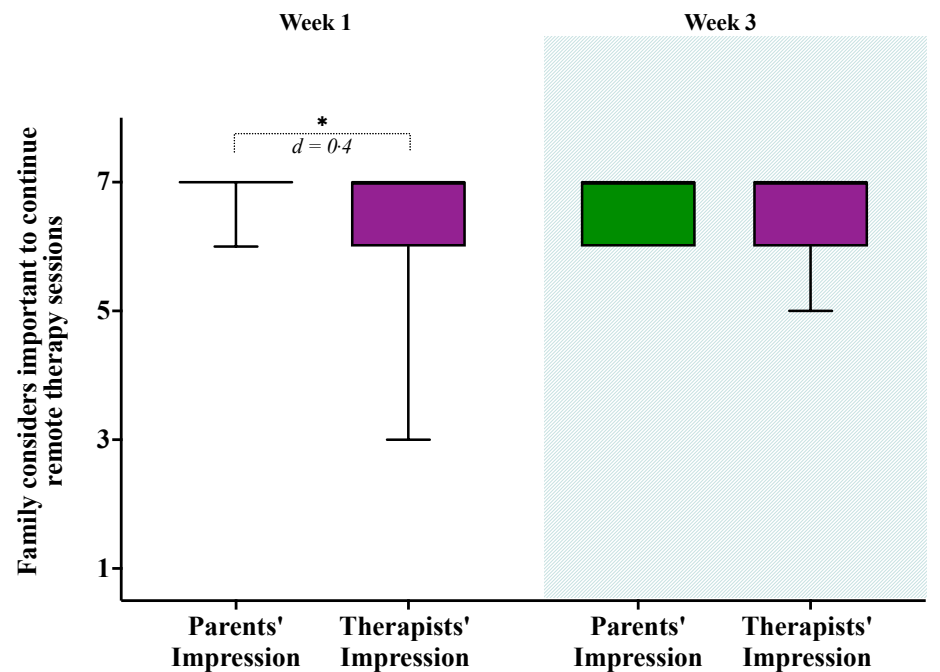 Week 1
Week 3
Family considers important to continue
remote therapy sessions
7
5
3
1
*
d = 0·4
Parents'
Impression
Therapists'
Impression
Parents'
Impression
Therapists'
Impression